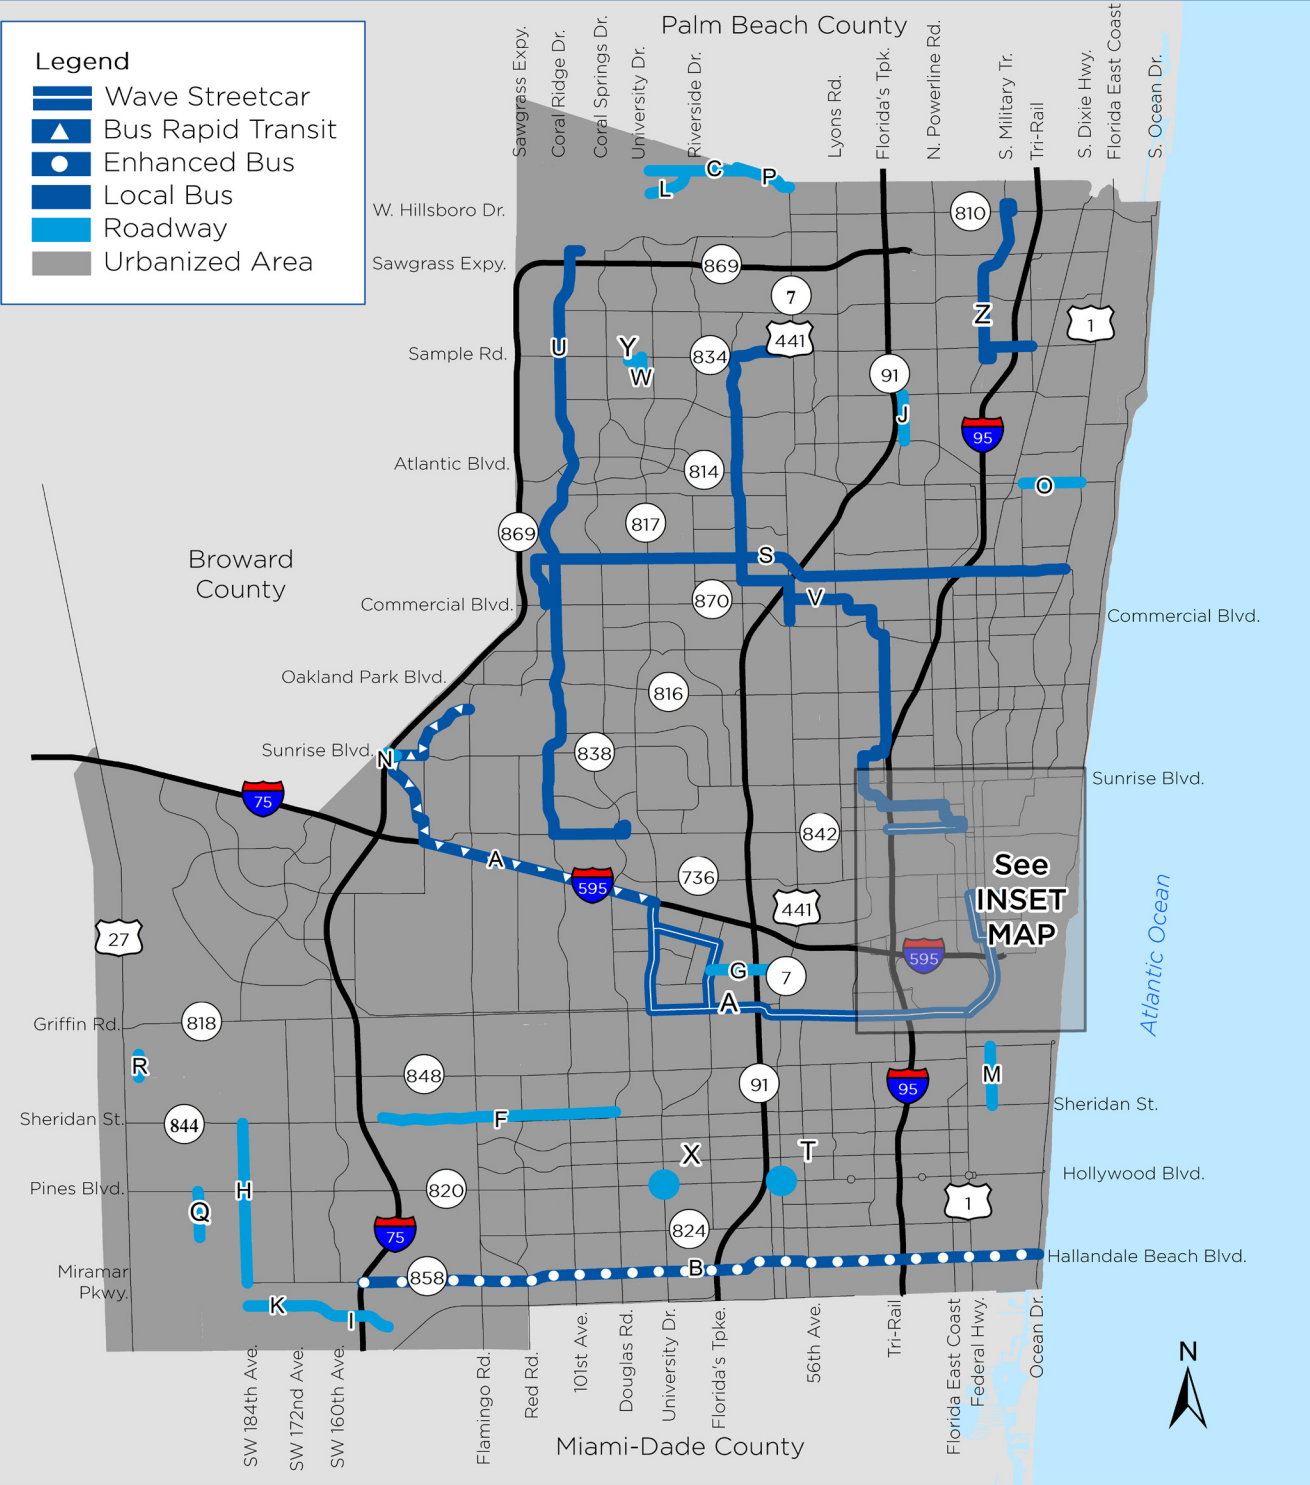 Palm Beach County
Legend
Wave Streetcar
Bus Rapid Transit
Enhanced Bus
Local Bus
Roadway
Urbanized Area
Sawgrass Expy.
Coral Ridge Dr.
Coral Springs Dr.
University Dr.
Riverside Dr.
Lyons Rd.
Florida's Tpk.
N. Powerline Rd.
S. Military Tr.
Tri-Rail
S. Dixie Hwy.
Florida East Coast
S. Ocean Dr.
C
P
L
W. Hillsboro Dr.
810
Sawgrass Expy.
869
7
Z
1
441
U
Y
834
Sample Rd.
W
91
J
95
Atlantic Blvd.
814
O
817
869
Broward
County
S
V
870
Commercial Blvd.
Commercial Blvd.
Oakland Park Blvd.
816
Sunrise Blvd.
N
838
Sunrise Blvd.
75
842
A
See
INSET
MAP
595
736
441
27
595
G
7
A
Atlantic Ocean
Griffin Rd.
818
R
848
M
91
95
Sheridan St.
844
F
Sheridan St.
X
T
Hollywood Blvd.
Pines Blvd.
H
820
1
Q
824
75
Hallandale Beach Blvd.
B
858
Miramar
Pkwy.
K
I
SW 184th Ave.
SW 172nd Ave.
SW 160th Ave.
Flamingo Rd.
Red Rd.
101st Ave.
Douglas Rd.
University Dr.
Florida's Tpke.
56th Ave.
Tri-Rail
Florida East Coast
Federal Hwy.
Ocean Dr.
N
Miami-Dade County